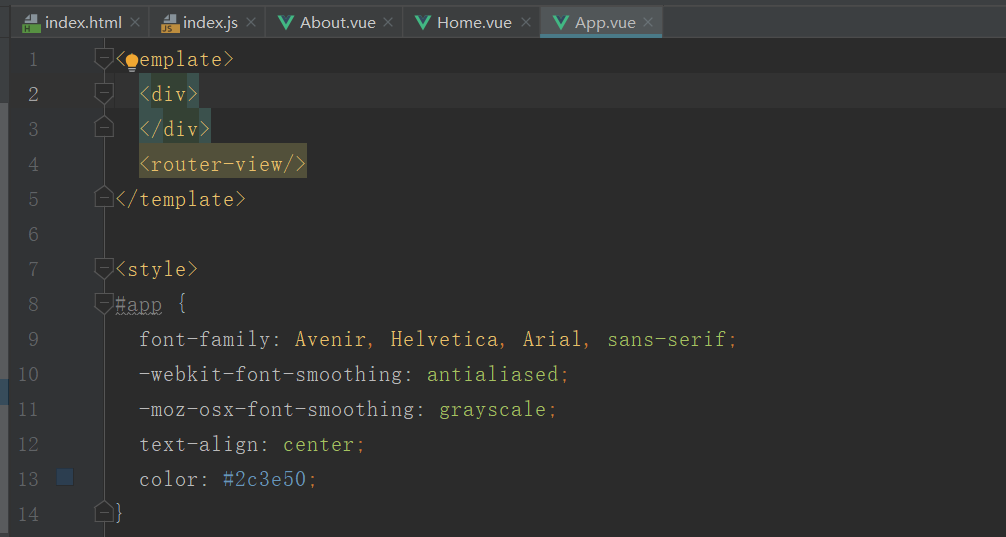 index.html index.js About.vue Home.vue App.vue
1 <template>
2 <div>
3 </div>
4 <router-view/>
5 </template>
6
7 <style>
8 #app {
9 font-family: Avenir, Helvetica, Arial, sans-serif;
10 -webkit-font-smoothing: antialiased;
11 -moz-osx-font-smoothing: grayscale;
12 text-align: center;
13 color: #2c3e50;
14 }